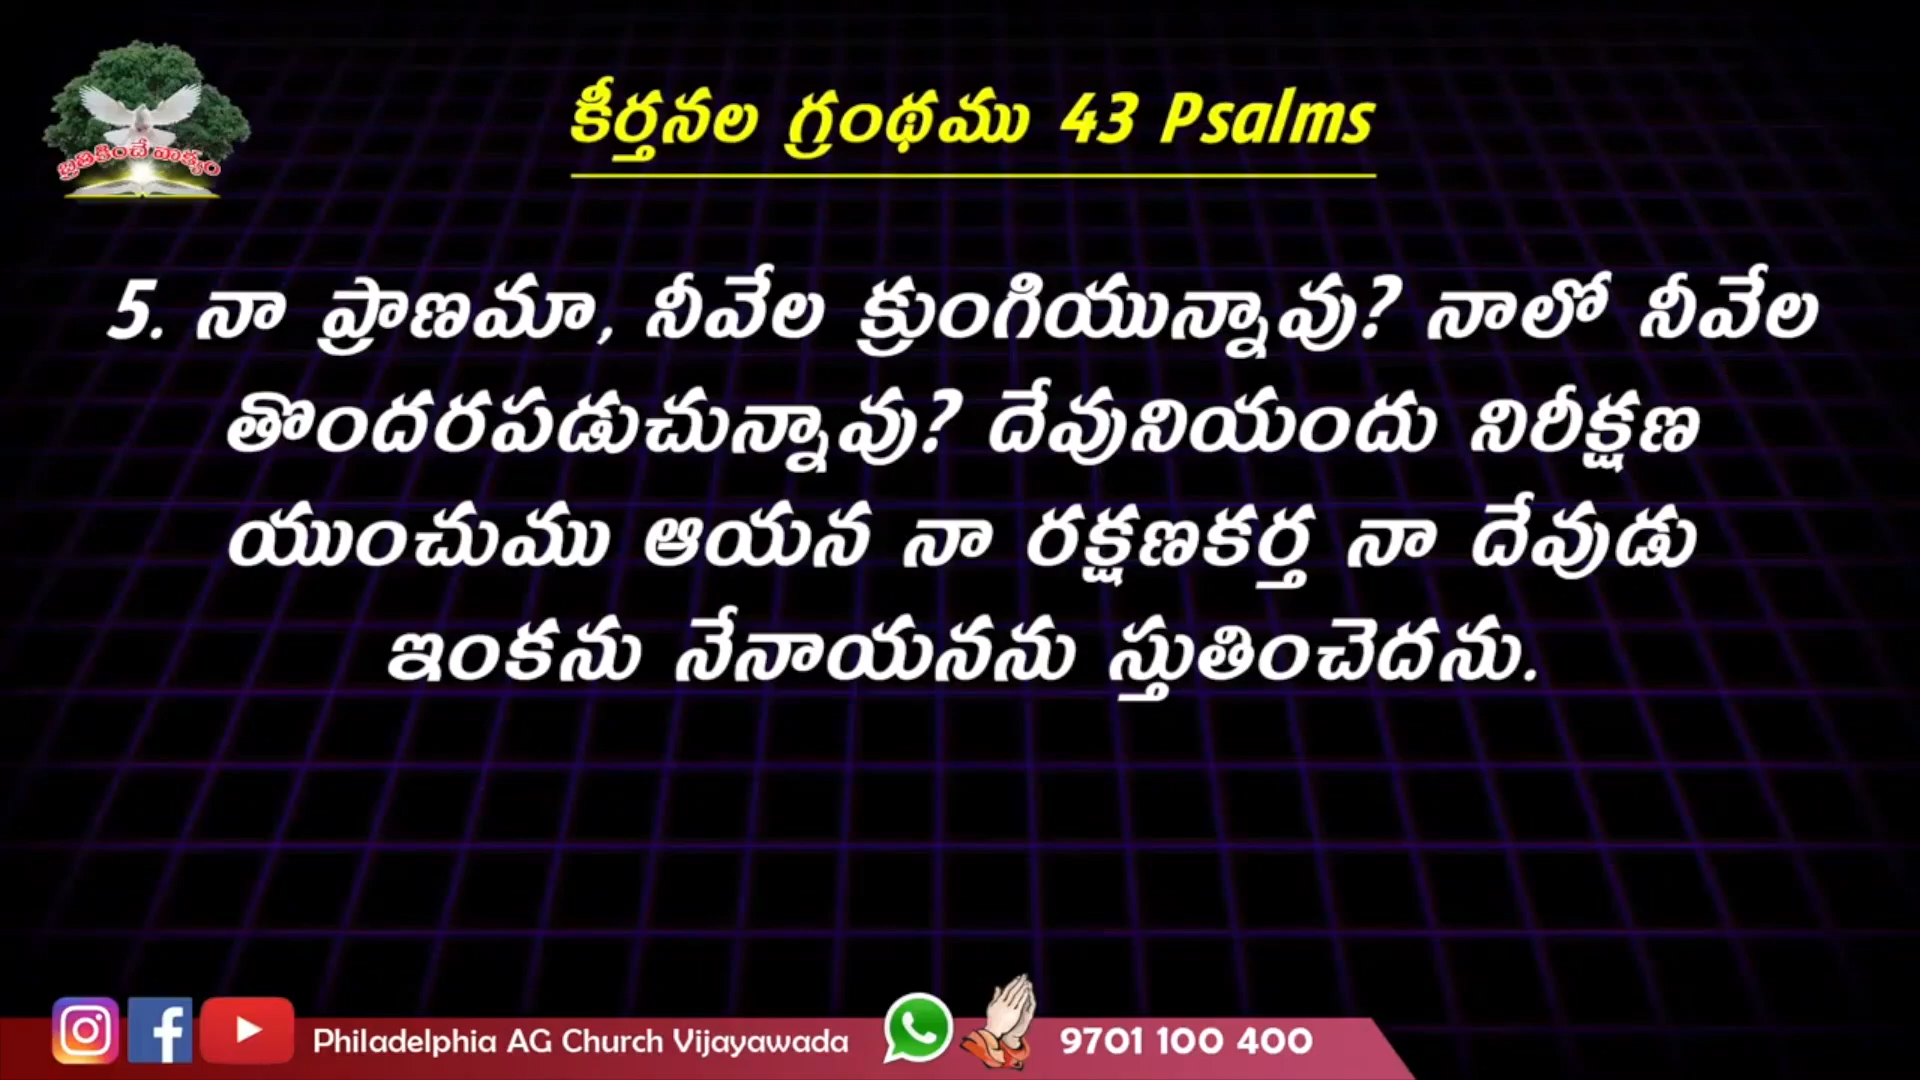 బ్రతికించే వాక్యం
కీర్తనల గ్రంథము 43 Psalms
5. నా ప్రాణమా, నీవేల క్రుంగియున్నావు? నాలో నీవేల
తొందరపడుచున్నావు? దేవునియందు నిరీక్షణ
యుంచుము ఆయన నా రక్షణకర్త నా దేవుడు
ఇంకను నేనాయనను స్తుతించెదను.
Philadelphia AG Church Vijayawada 9701 100 400